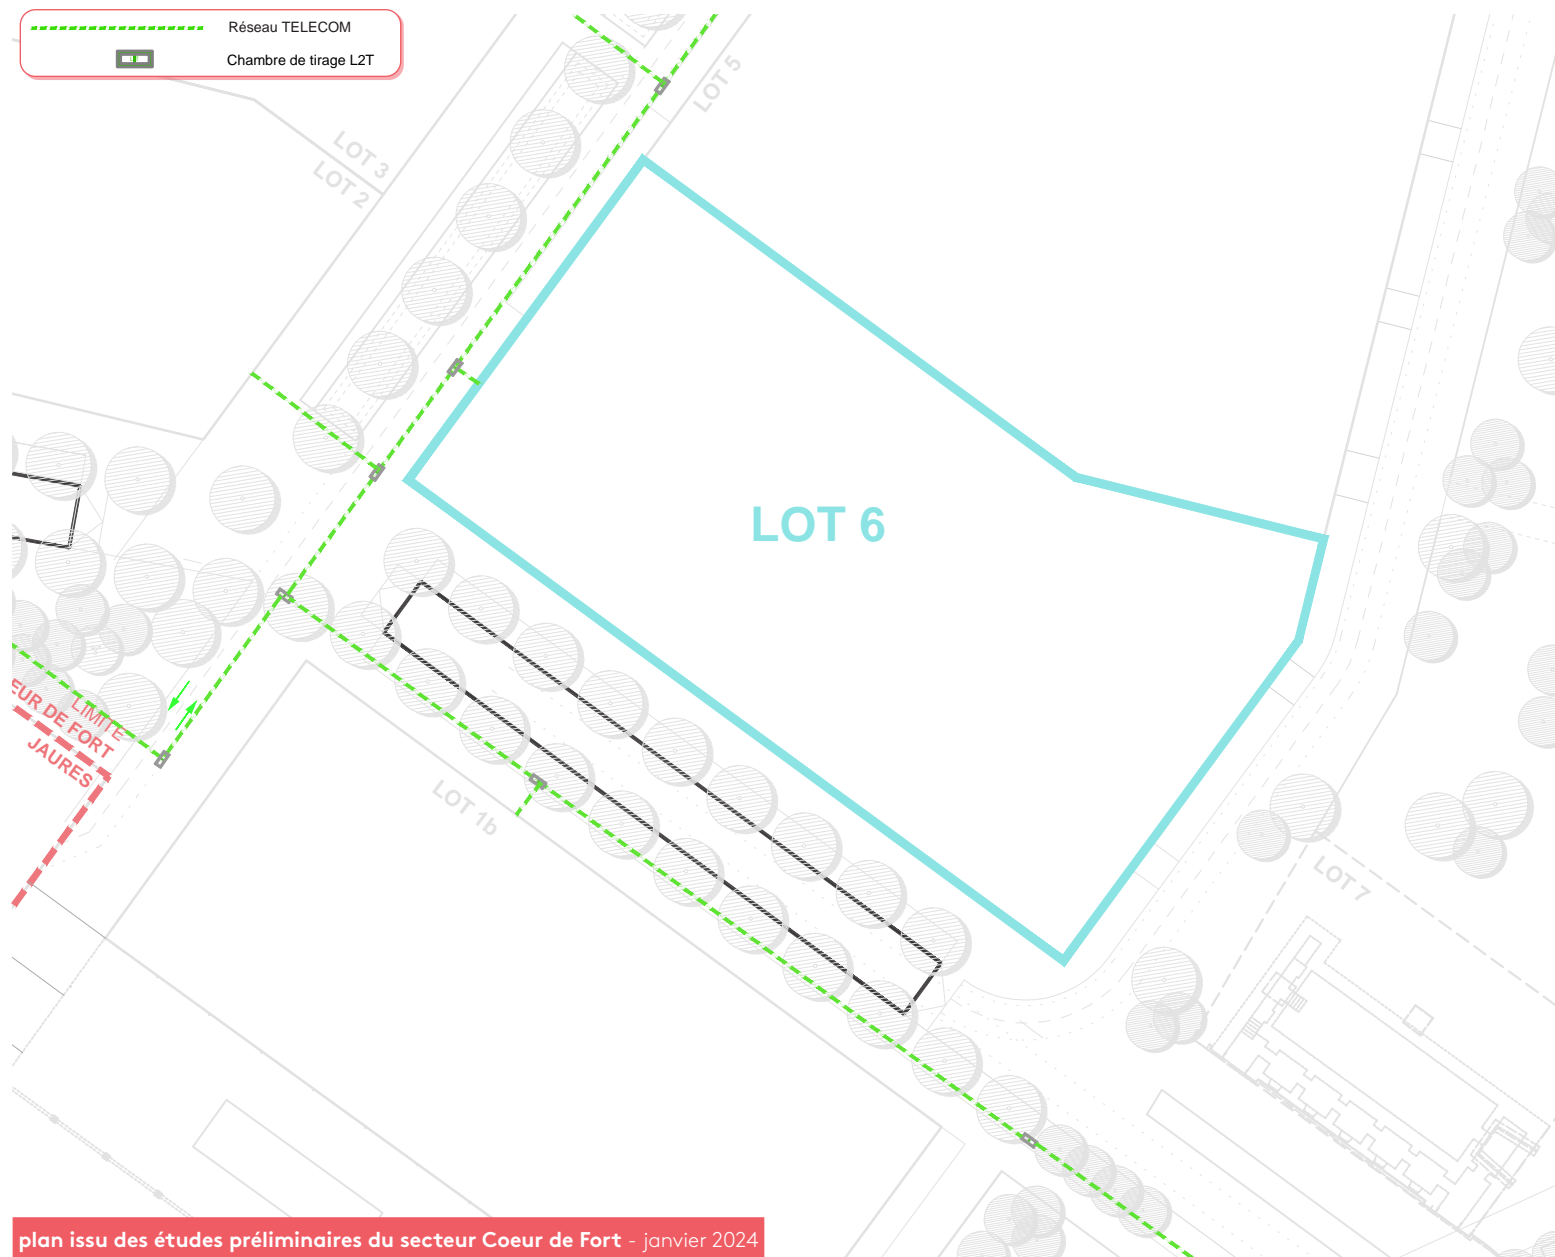 Réseau TELECOM
Chambre de tirage L2T
LOT 5
LOT 3
LOT 2
LOT 6
LIMITE
EUR DE FORT
JAURES
LOT 1b
LOT 7
plan issu des études préliminaires du secteur Coeur de Fort - janvier 2024